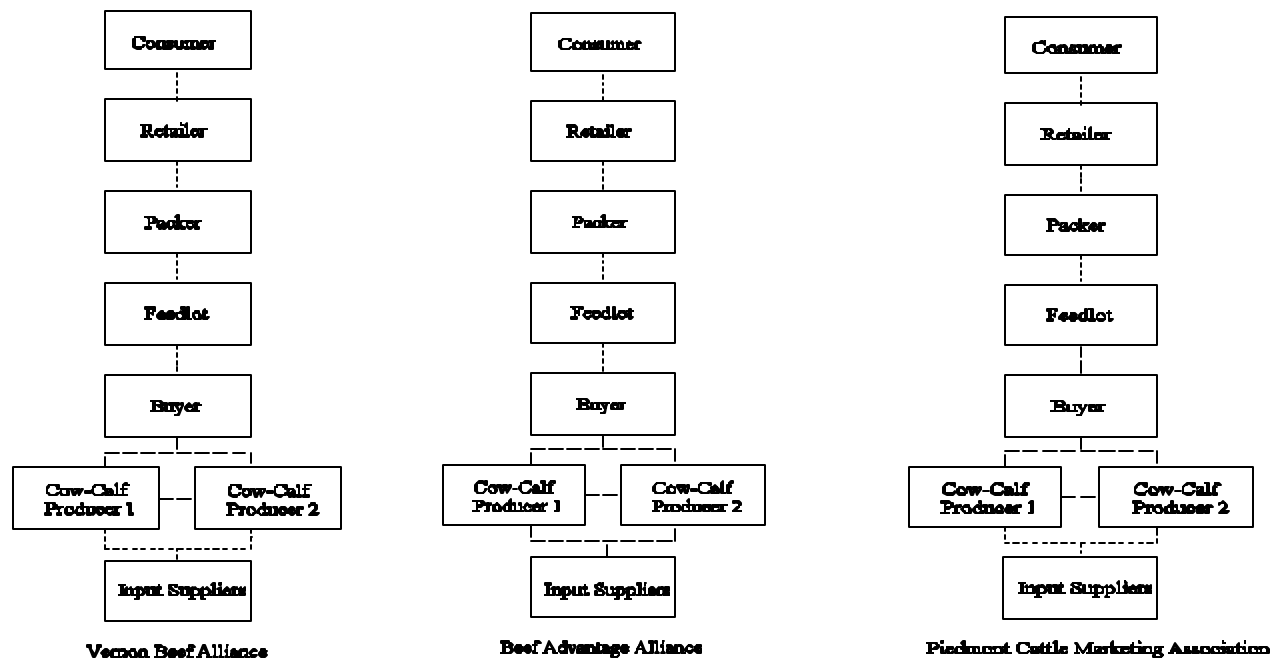 Consumer
Retailer
Packer
Feedlot
Buyer
Cow-Calf
Producer 1
Cow-Calf
Producer 2
Input Suppliers
Vernon Beef Alliance
Consumer
Retailer
Packer
Feedlot
Buyer
Cow-Calf
Producer 1
Cow-Calf
Producer 2
Input Suppliers
Beef Advantage Alliance
Consumer
Retailer
Packer
Feedlot
Buyer
Cow-Calf
Producer 1
Cow-Calf
Producer 2
Input Suppliers
Piedmont Cattle Marketing Association